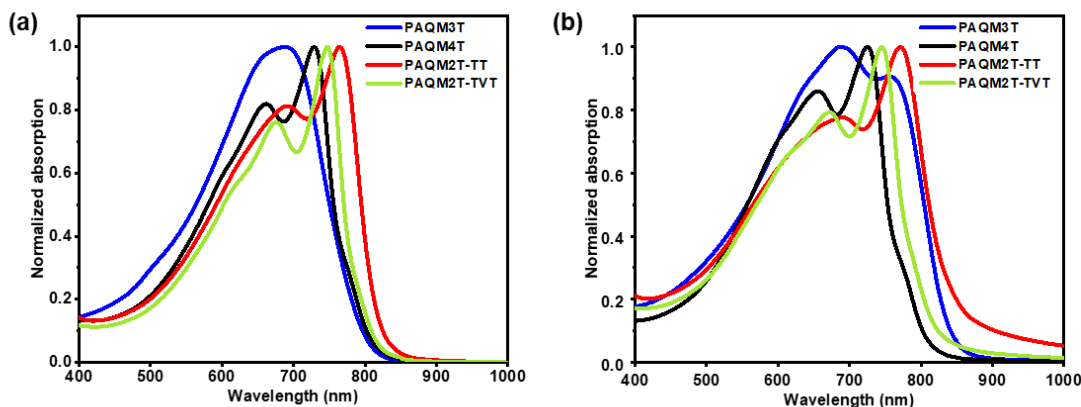 (a)
PAQM3T
PAQM4T
PAQM2T-TT
PAQM2T-TVT
Normalized absorption
1.0
0.8
0.6
0.4
0.2
0.0
400 500 600 700 800 900 1000
Wavelength (nm)
(b)
PAQM3T
PAQM4T
PAQM2T-TT
PAQM2T-TVT
Normalized absorption
1.0
0.8
0.6
0.4
0.2
0.0
400 500 600 700 800 900 1000
Wavelength (nm)